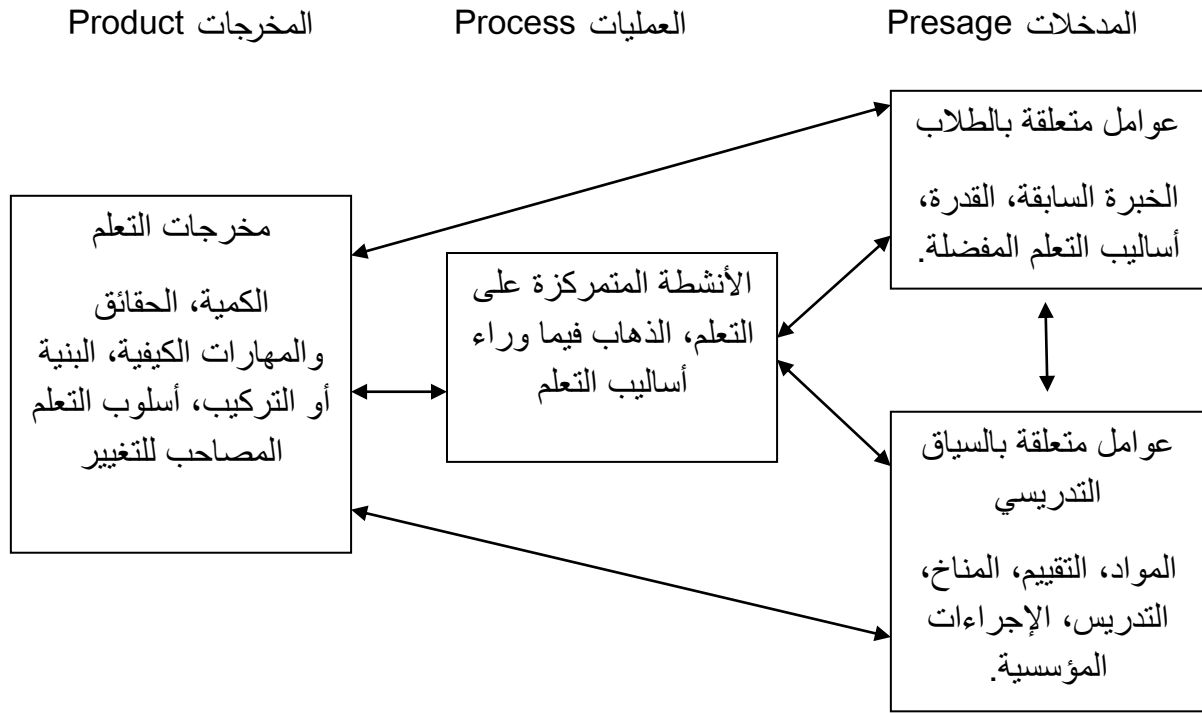 المدخلات Presage
العمليات Process
المخرجات Product
عوامل متعلقة بالطلاب
الخبرة السابقة، القدرة،
أساليب التعلم المفضلة.
عوامل متعلقة بالسياق
التدريسي
المواد، التقييم، المناخ،
التدريس، الإجراءات
المؤسسية.
الأنشطة المتمركزة على
التعلم، الذهاب فيما وراء
أساليب التعلم
مخرجات التعلم
الكمية، الحقائق
والمهارات الكيفية، البنية
أو التركيب، أسلوب التعلم
المصاحب للتغيير